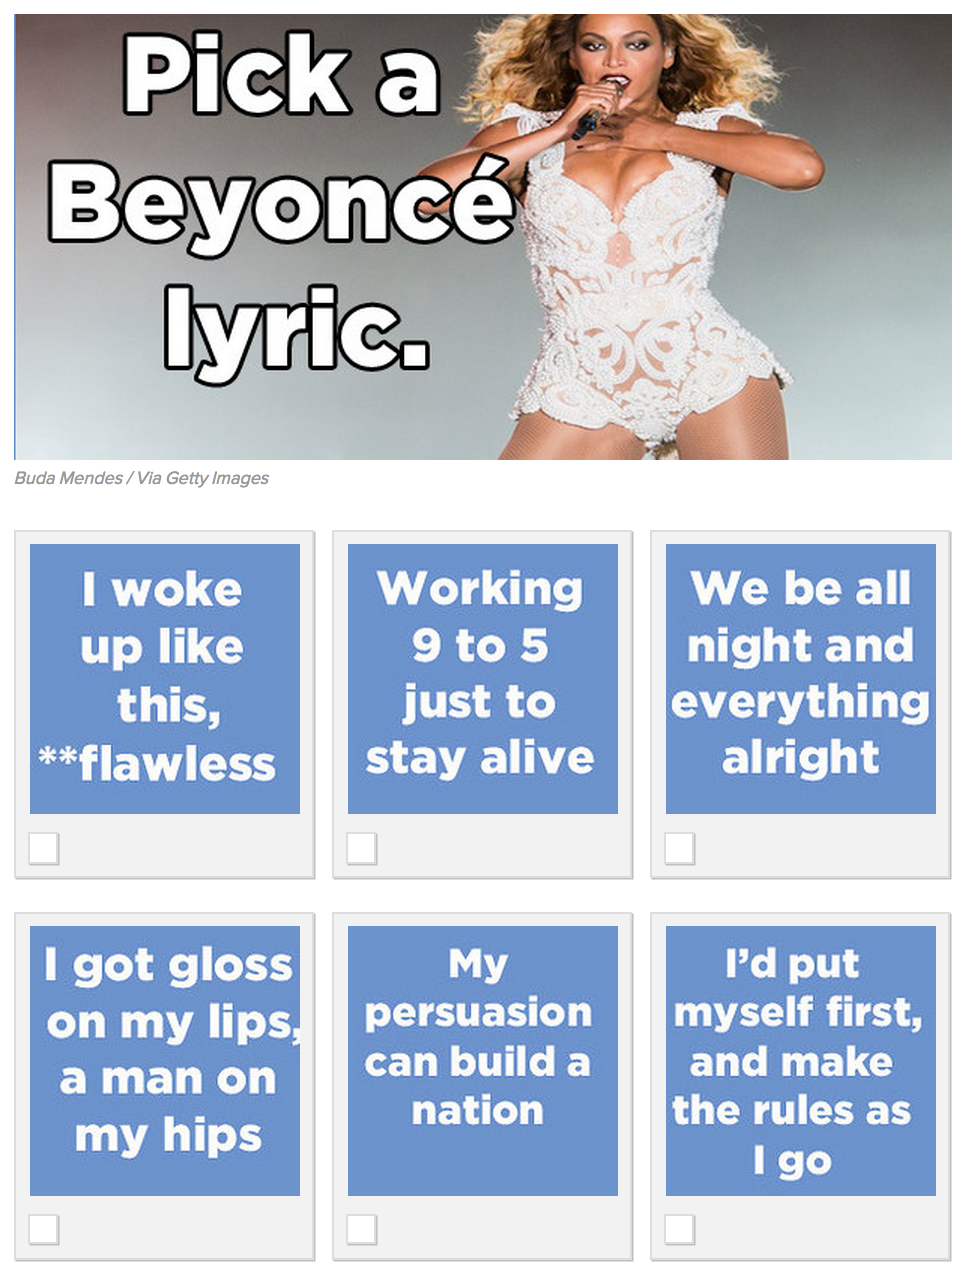 Pick a
Beyoncé
lyric.
Buda Mendes / Via Getty Images
I woke
up like
this,
**flawless
Working
9 to 5
just to
stay alive
We be all
night and
everything
alright
I got gloss
on my lips,
a man on
my hips
My
persuasion
can build a
nation
I’d put
myself first,
and make
the rules as
I go